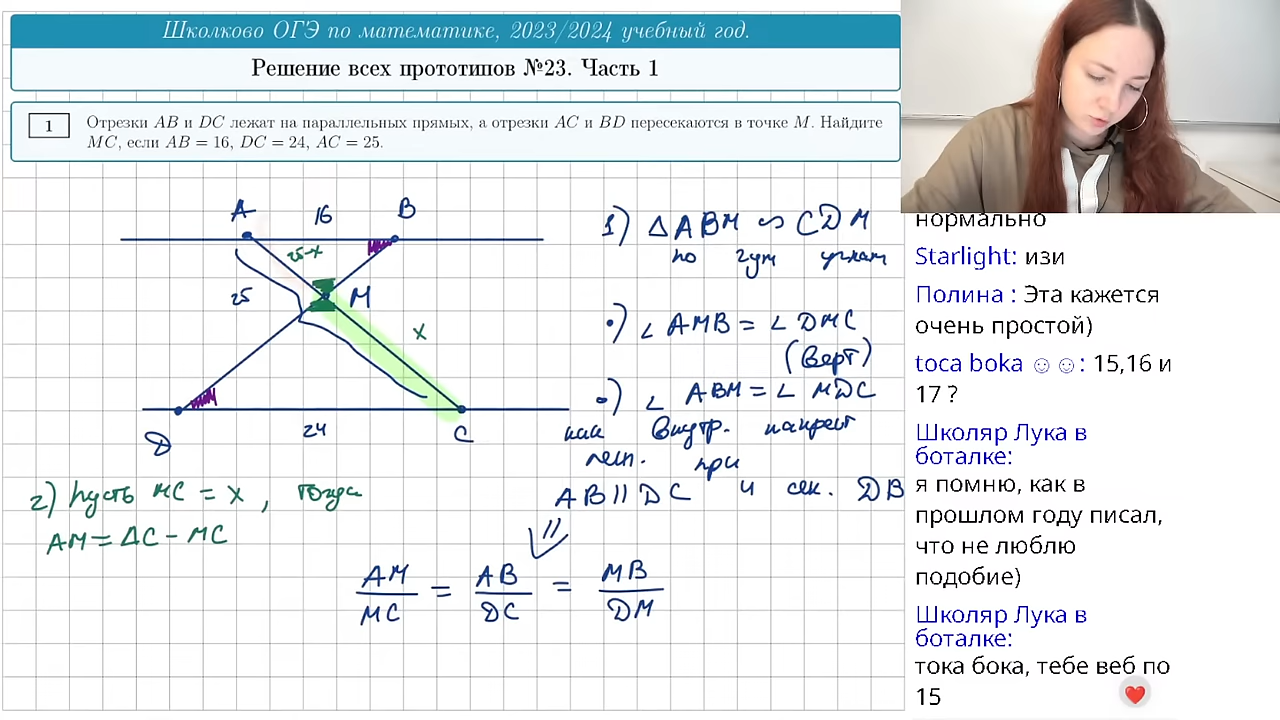 Школково ОГЭ по математике, 2023/2024 учебный год.
Решение всех прототипов №23. Часть 1
1
Отрезки AB и DC лежат на параллельных прямых, а отрезки AC и BD пересекаются в точке M. Найдите
MC, если AB = 16, DC = 24, AC = 25.
A 16 B
25-x
25 M
x
D 24 C
1) △ABM ∽ CDM
по двум углам
•) ∠AMB = ∠DMC
(верт)
•) ∠ABM = ∠MDC
как внутр. накрест
леж. при
AB || DC и сек. DB
2) Пусть MC = x, тогда
AM = AC - MC
AM/MC = AB/DC = MB/DM
нормально
Starlight: изи
Полина : Эта кажется
очень простой)
toca boka ☺☺: 15,16 и
17 ?
Школяр Лука в
боталке:
я помню, как в
прошлом году писал,
что не люблю
подобие)
Школяр Лука в
боталке:
тока бока, тебе веб по
15